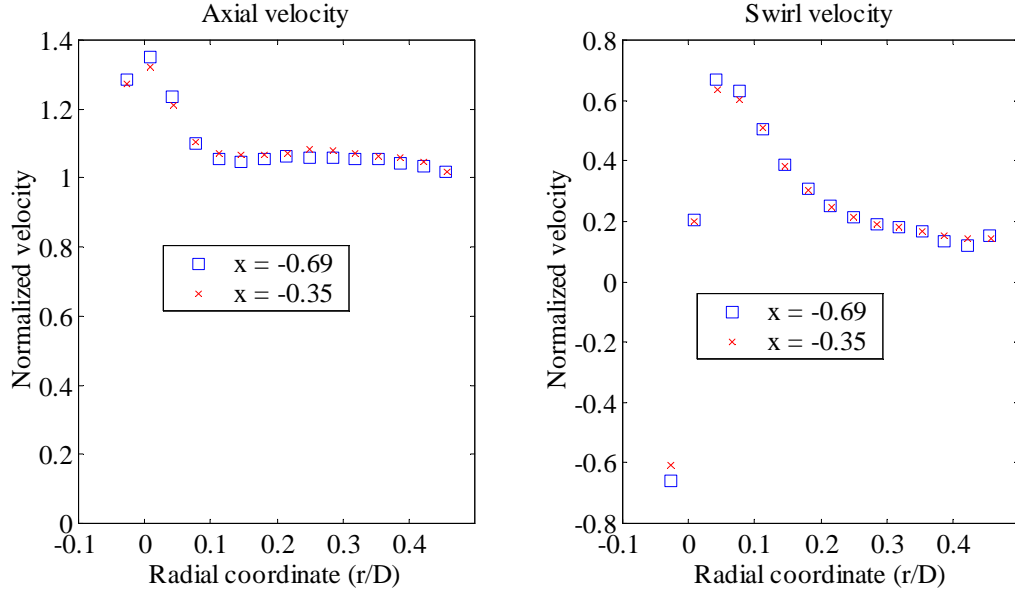 Axial velocity
1.4
1.2
1
0.8
0.6
0.4
0.2
0
Normalized velocity
x = -0.69
x = -0.35
-0.1 0 0.1 0.2 0.3 0.4
Radial coordinate (r/D)
Swirl velocity
0.8
0.6
0.4
0.2
0
-0.2
-0.4
-0.6
-0.8
Normalized velocity
x = -0.69
x = -0.35
-0.1 0 0.1 0.2 0.3 0.4
Radial coordinate (r/D)